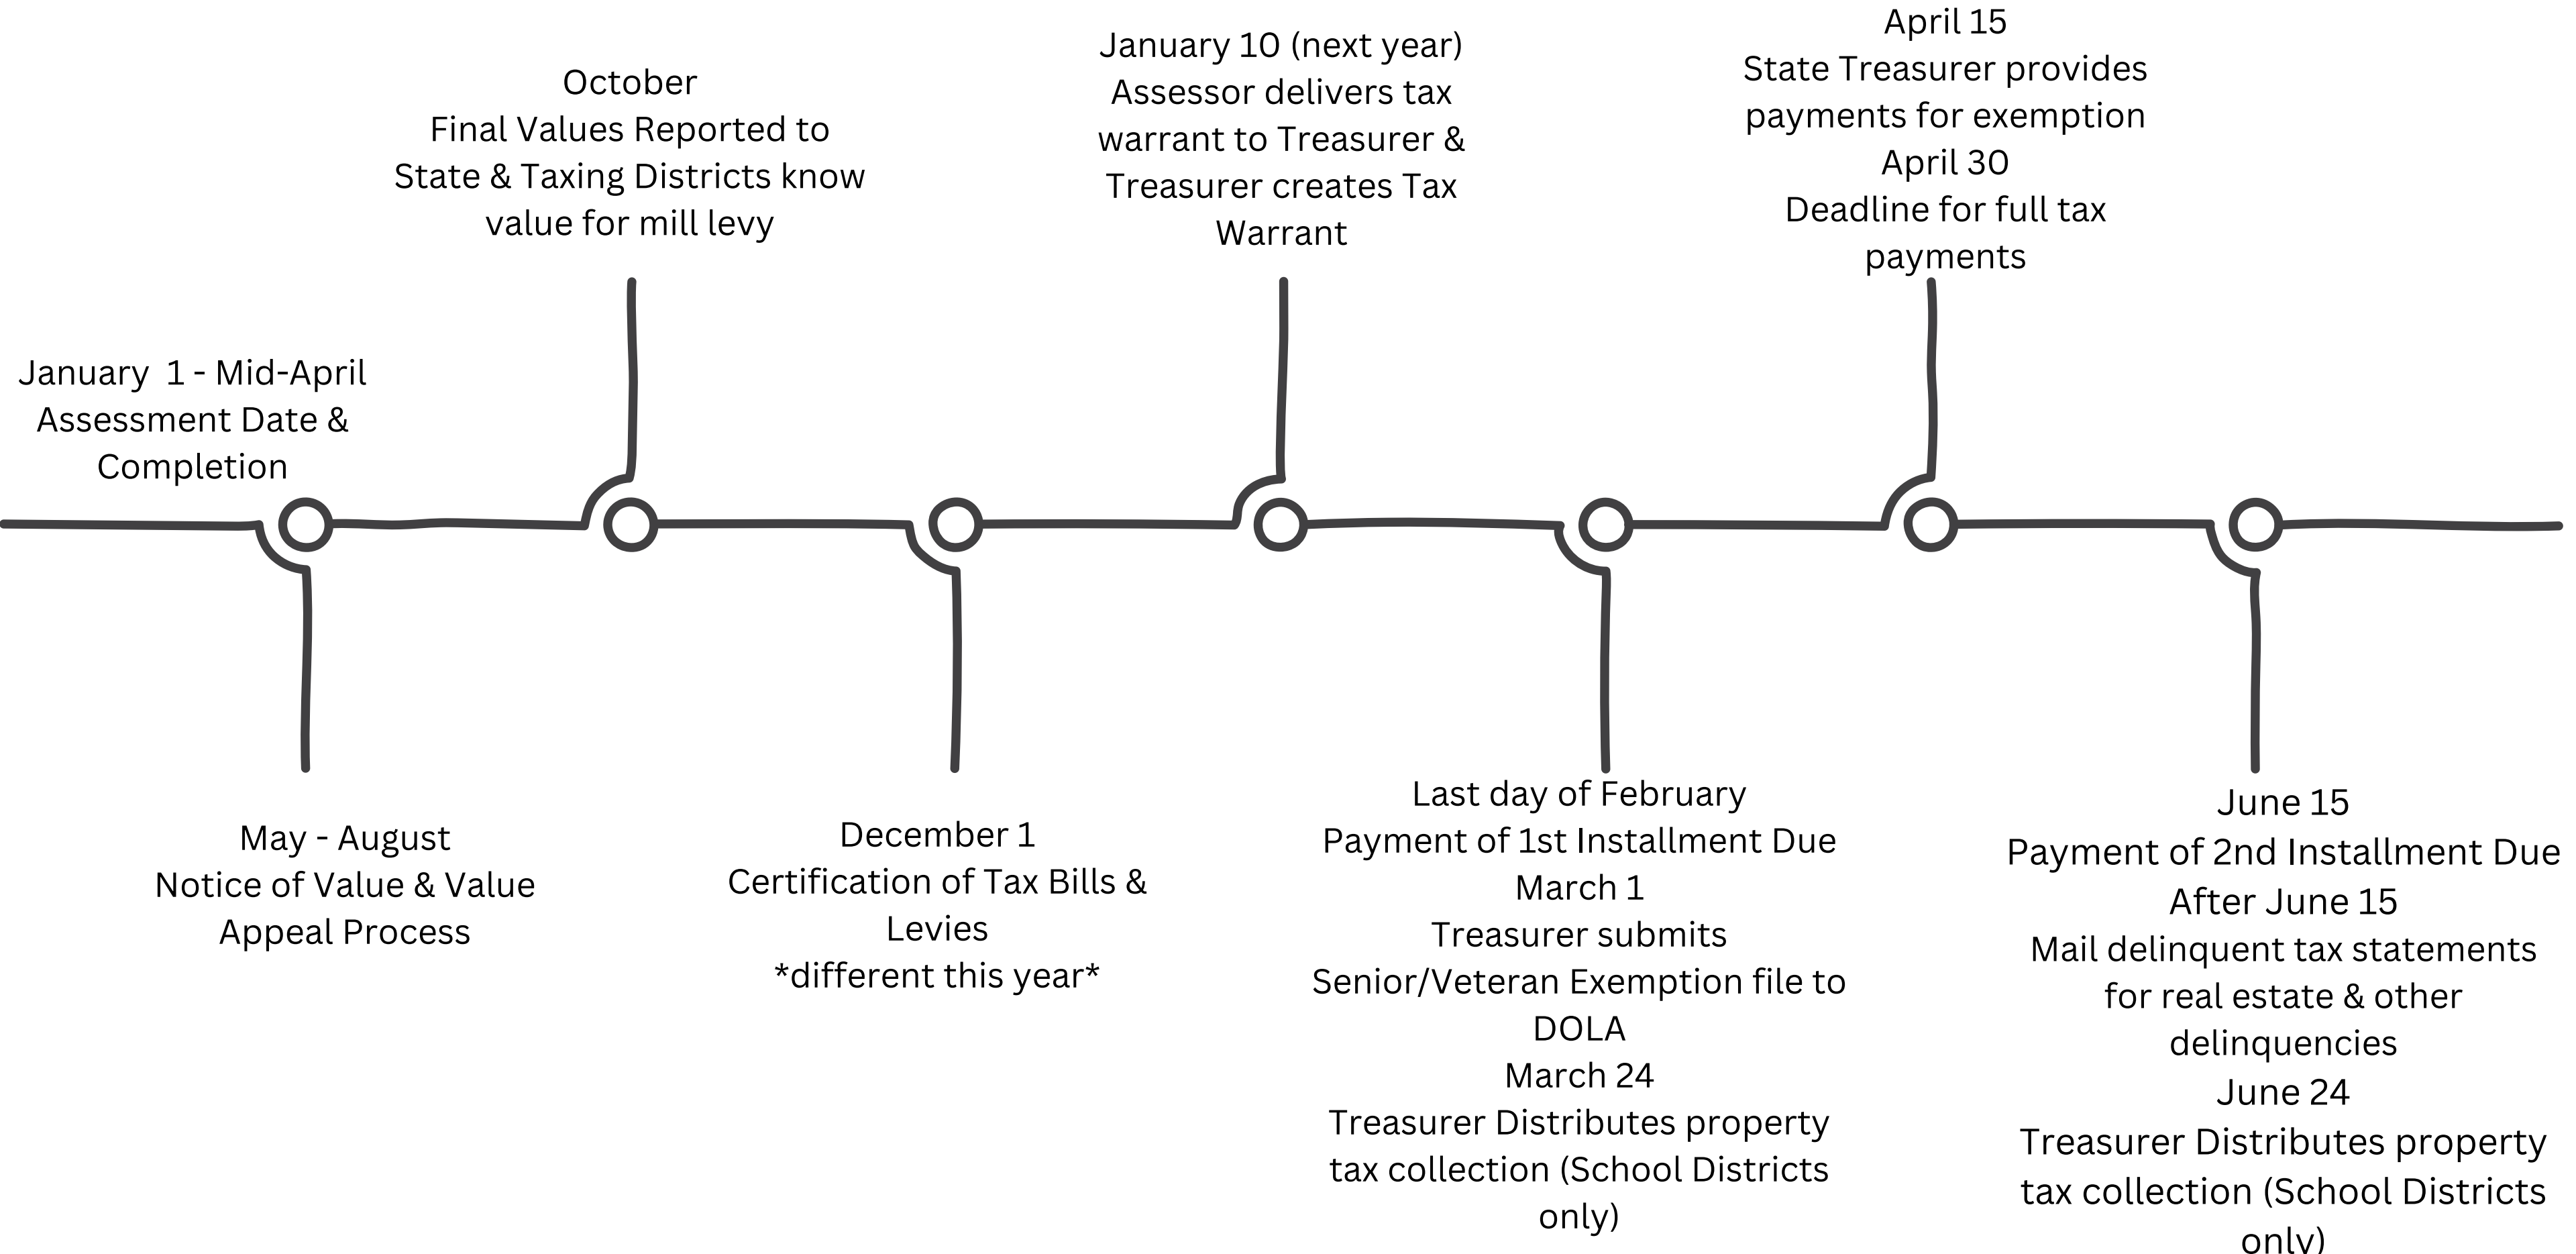 January 1 - Mid-April
Assessment Date &
Completion
May - August
Notice of Value & Value
Appeal Process
October
Final Values Reported to
State & Taxing Districts know
value for mill levy
December 1
Certification of Tax Bills &
Levies
*different this year*
January 10 (next year)
Assessor delivers tax
warrant to Treasurer &
Treasurer creates Tax
Warrant
Last day of February
Payment of 1st Installment Due
March 1
Treasurer submits
Senior/Veteran Exemption file to
DOLA
March 24
Treasurer Distributes property
tax collection (School Districts
only)
April 15
State Treasurer provides
payments for exemption
April 30
Deadline for full tax
payments
June 15
Payment of 2nd Installment Due
After June 15
Mail delinquent tax statements
for real estate & other
delinquencies
June 24
Treasurer Distributes property
tax collection (School Districts
only)